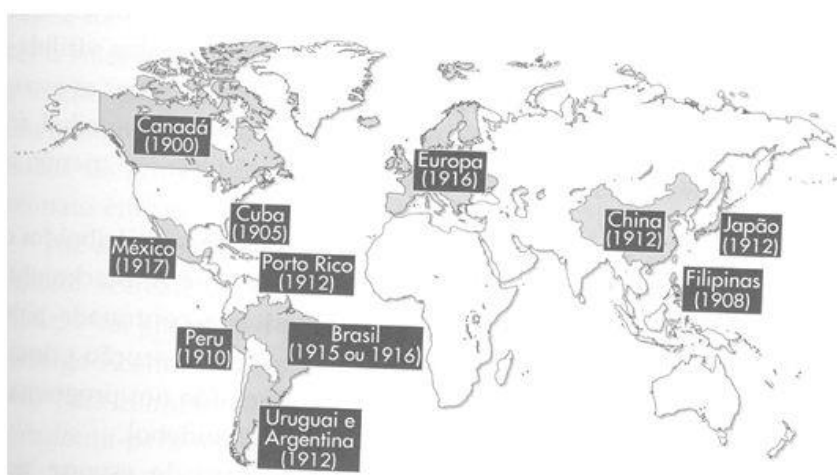 Canadá
(1900)
Europa
(1916)
Cuba
(1905)
China
(1912)
Japão
(1912)
México
(1917)
Porto Rico
(1912)
Filipinas
(1908)
Peru
(1910)
Brasil
(1915 ou 1916)
Uruguai e
Argentina
(1912)